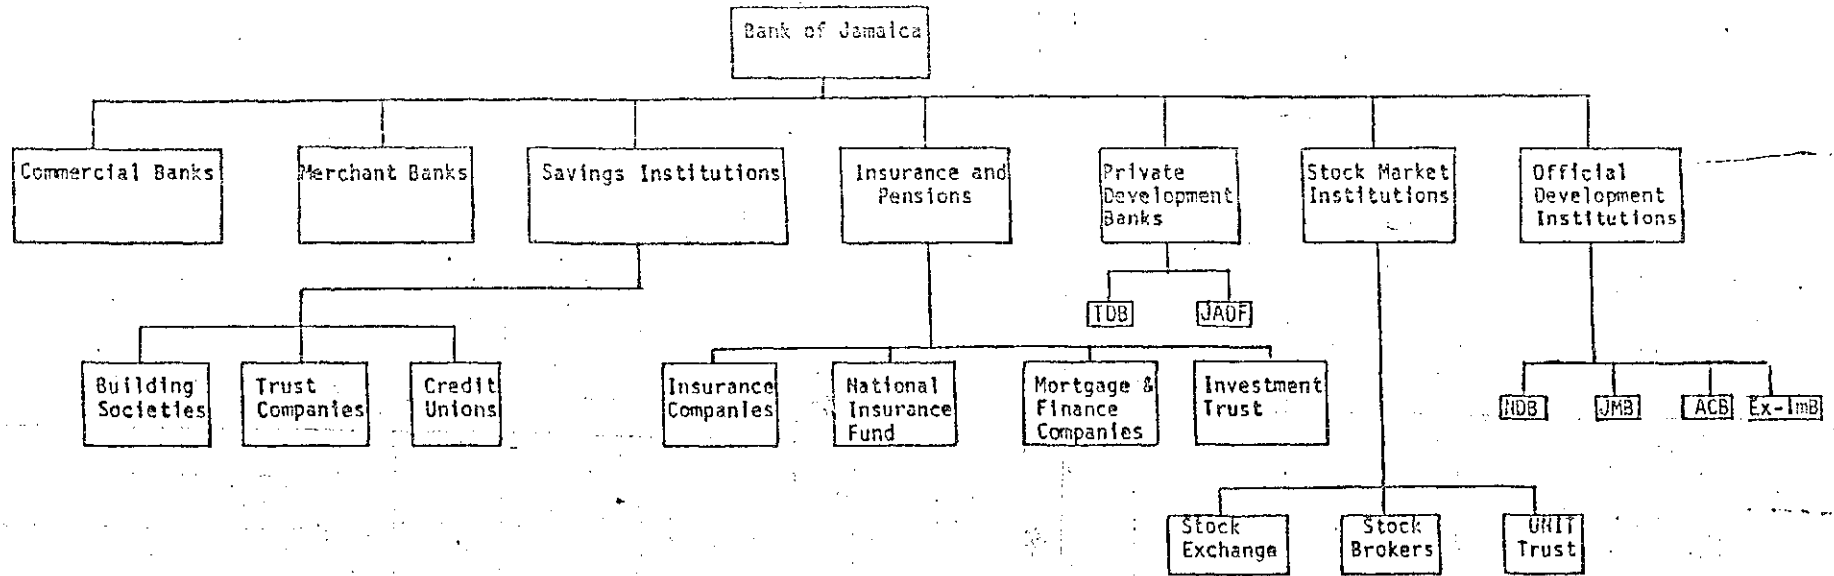 Bank of Jamaica
Commercial Banks
Merchant Banks
Savings Institutions
Insurance and
Pensions
Private
Development
Banks
Stock Market
Institutions
Official
Development
Institutions
TDB
JADF
Building
Societies
Trust
Companies
Credit
Unions
Insurance
Companies
National
Insurance
Fund
Mortgage &
Finance
Companies
Investment
Trust
NDB
JMB
ACB
Ex-ImB
Stock
Exchange
Stock
Brokers
UNIT
Trust